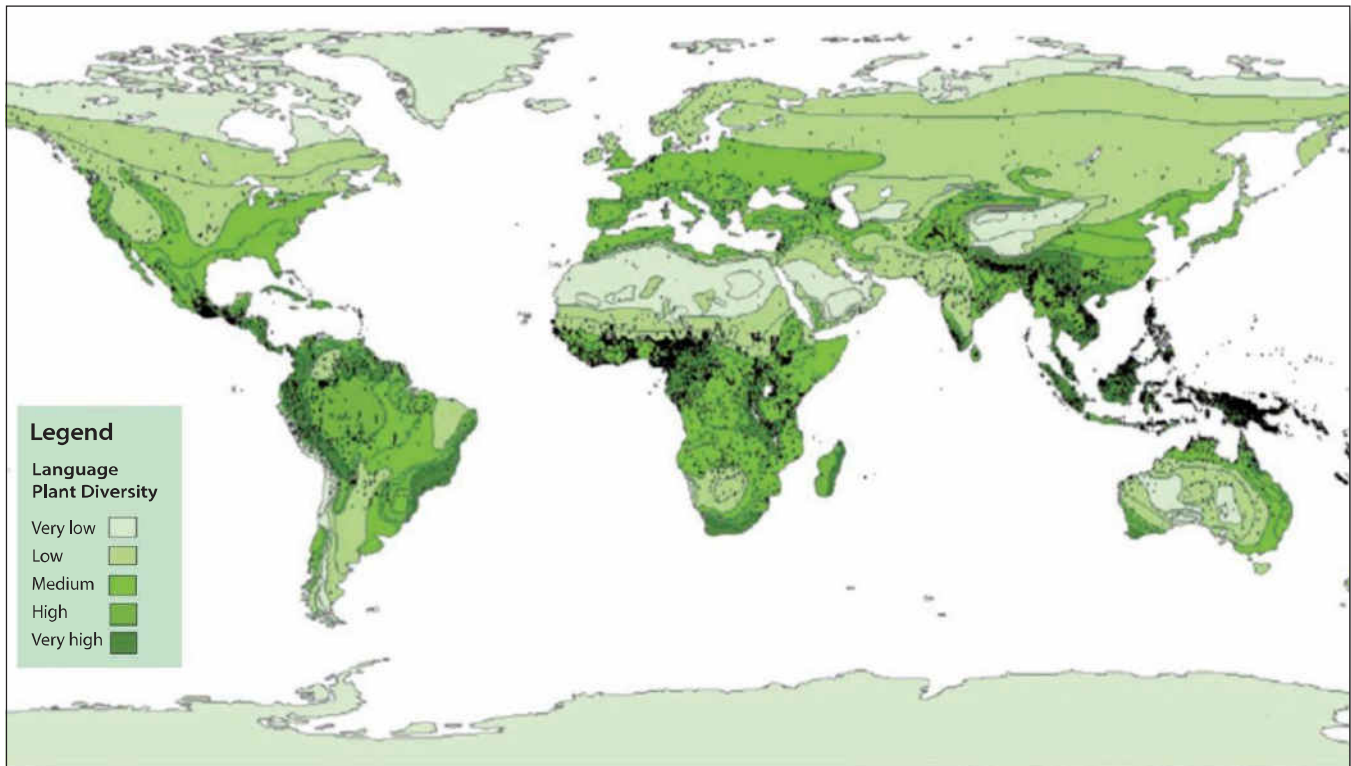 Legend
Language
Plant Diversity
Very low
Low
Medium
High
Very high